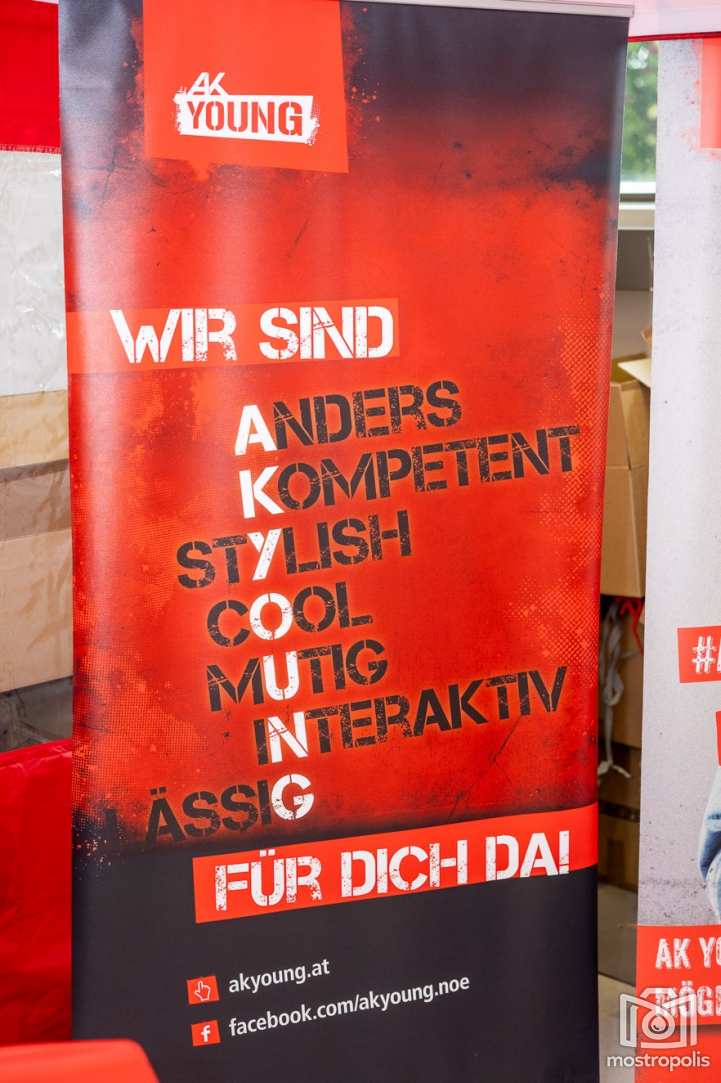 AK
YOUNG
WIR SIND
ANDERS
KOMPETENT
STYLISH
COOL
MUTIG
INTERAKTIV
LÄSSIG
FÜR DICH DA!
akyoung.at
facebook.com/akyoung.noe
AK
mostropolis